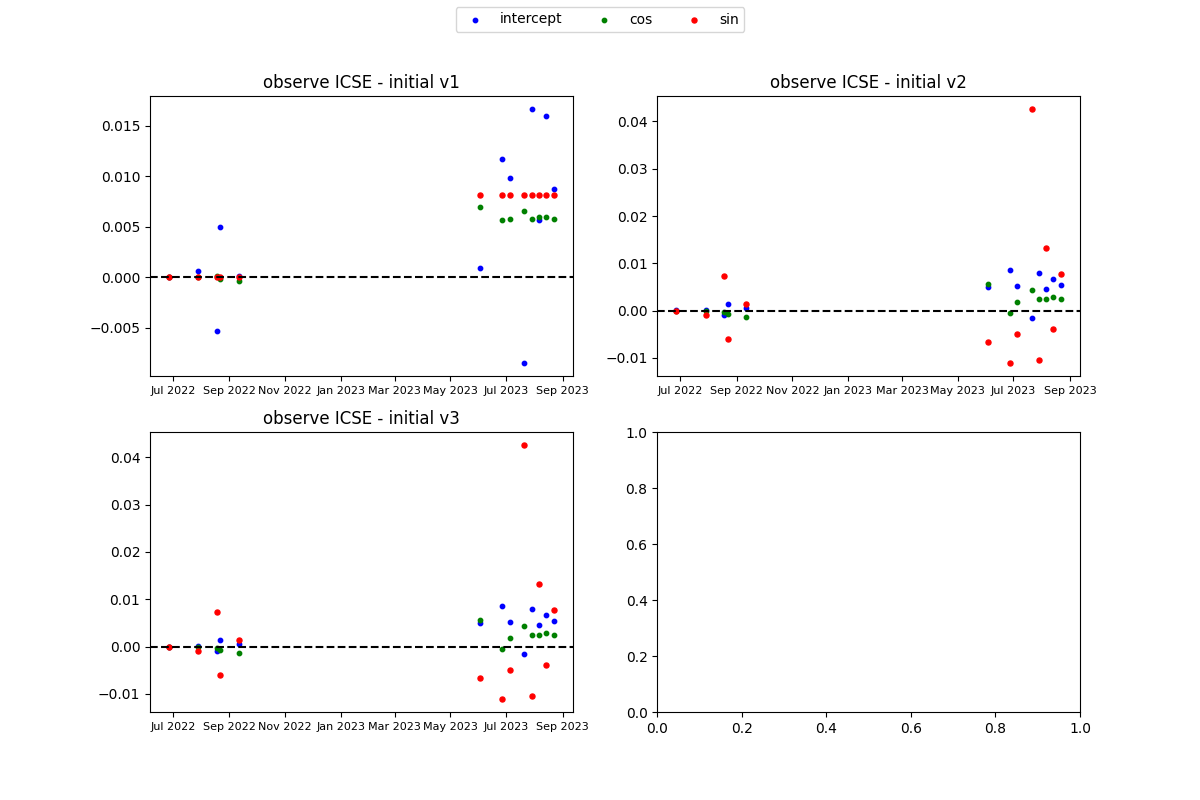 intercept cos sin
observe ICSE - initial v1
0.015
0.010
0.005
0.000
−0.005
Jul 2022 Sep 2022 Nov 2022 Jan 2023 Mar 2023 May 2023 Jul 2023 Sep 2023
observe ICSE - initial v2
0.04
0.03
0.02
0.01
0.00
−0.01
Jul 2022 Sep 2022 Nov 2022 Jan 2023 Mar 2023 May 2023 Jul 2023 Sep 2023
observe ICSE - initial v3
0.04
0.03
0.02
0.01
0.00
−0.01
Jul 2022 Sep 2022 Nov 2022 Jan 2023 Mar 2023 May 2023 Jul 2023 Sep 2023
1.0
0.8
0.6
0.4
0.2
0.0
0.0 0.2 0.4 0.6 0.8 1.0